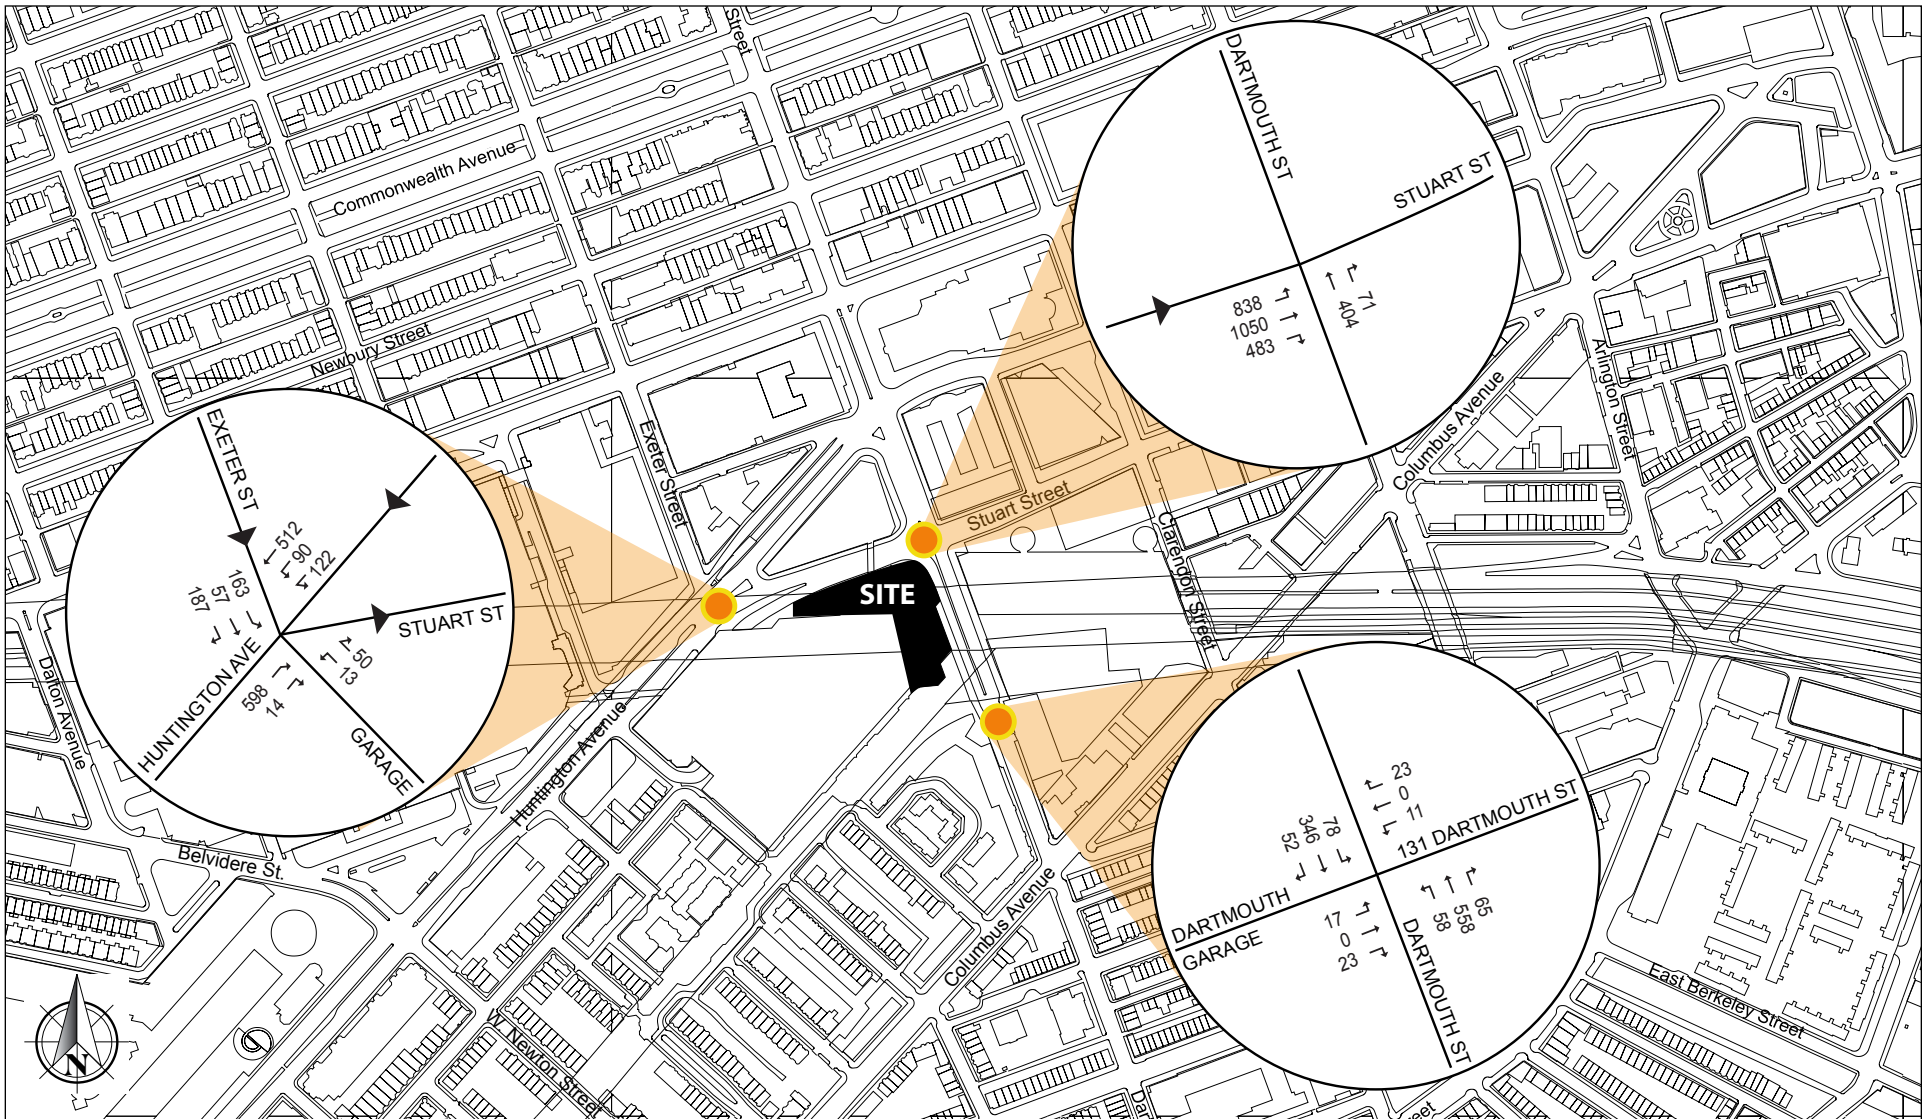 Street
Commonwealth Avenue
Newbury Street
Exeter Street
Stuart Street
Clarendon Street
Columbus Avenue
Arlington Street
Dalton Avenue
Belvidere St.
Huntington Avenue
Columbus Avenue
W. Newton Street
East Berkeley Street
Da
reet
SITE
N
DARTMOUTH ST
STUART ST
838
1050
483
404
71
EXETER ST
512
90
122
163
57
187
STUART ST
HUNTINGTON AVE
50
13
598
14
GARAGE
23
0
11
131 DARTMOUTH ST
78
346
52
DARTMOUTH
GARAGE
17
0
23
58
558
65
DARTMOUTH ST